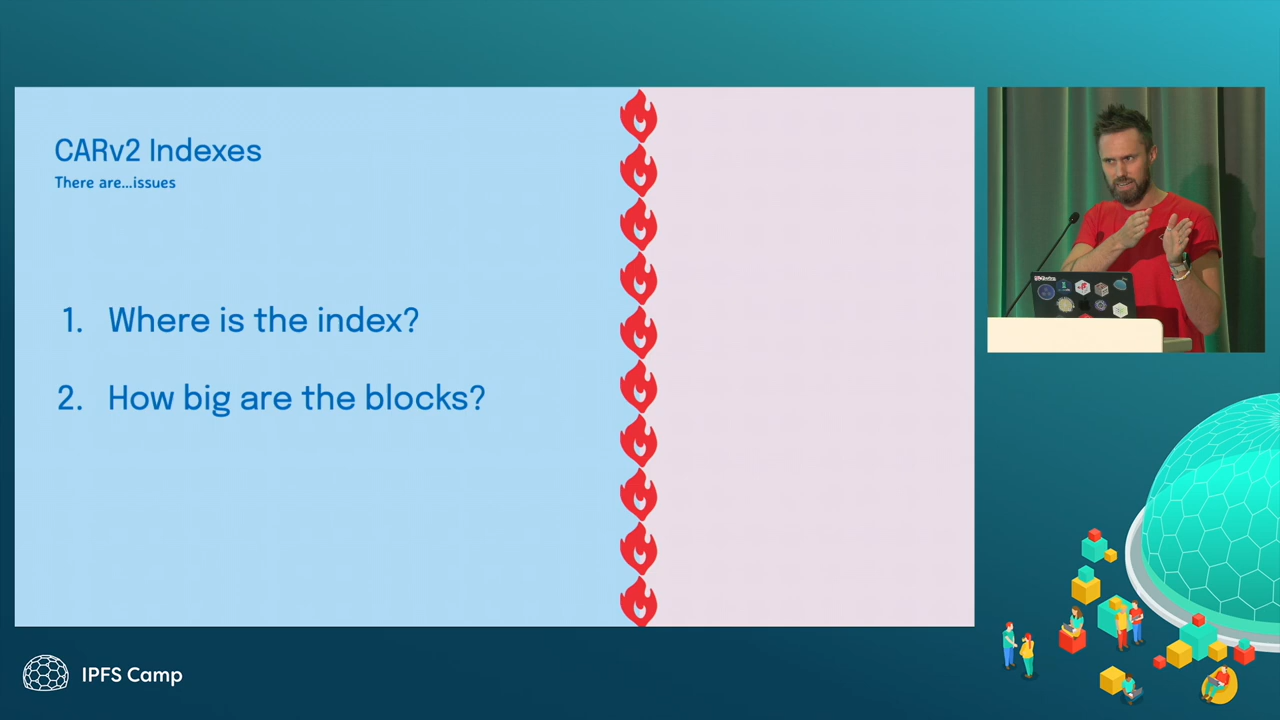 CARv2 Indexes
There are...issues
1. Where is the index?
2. How big are the blocks?
IPFS Camp